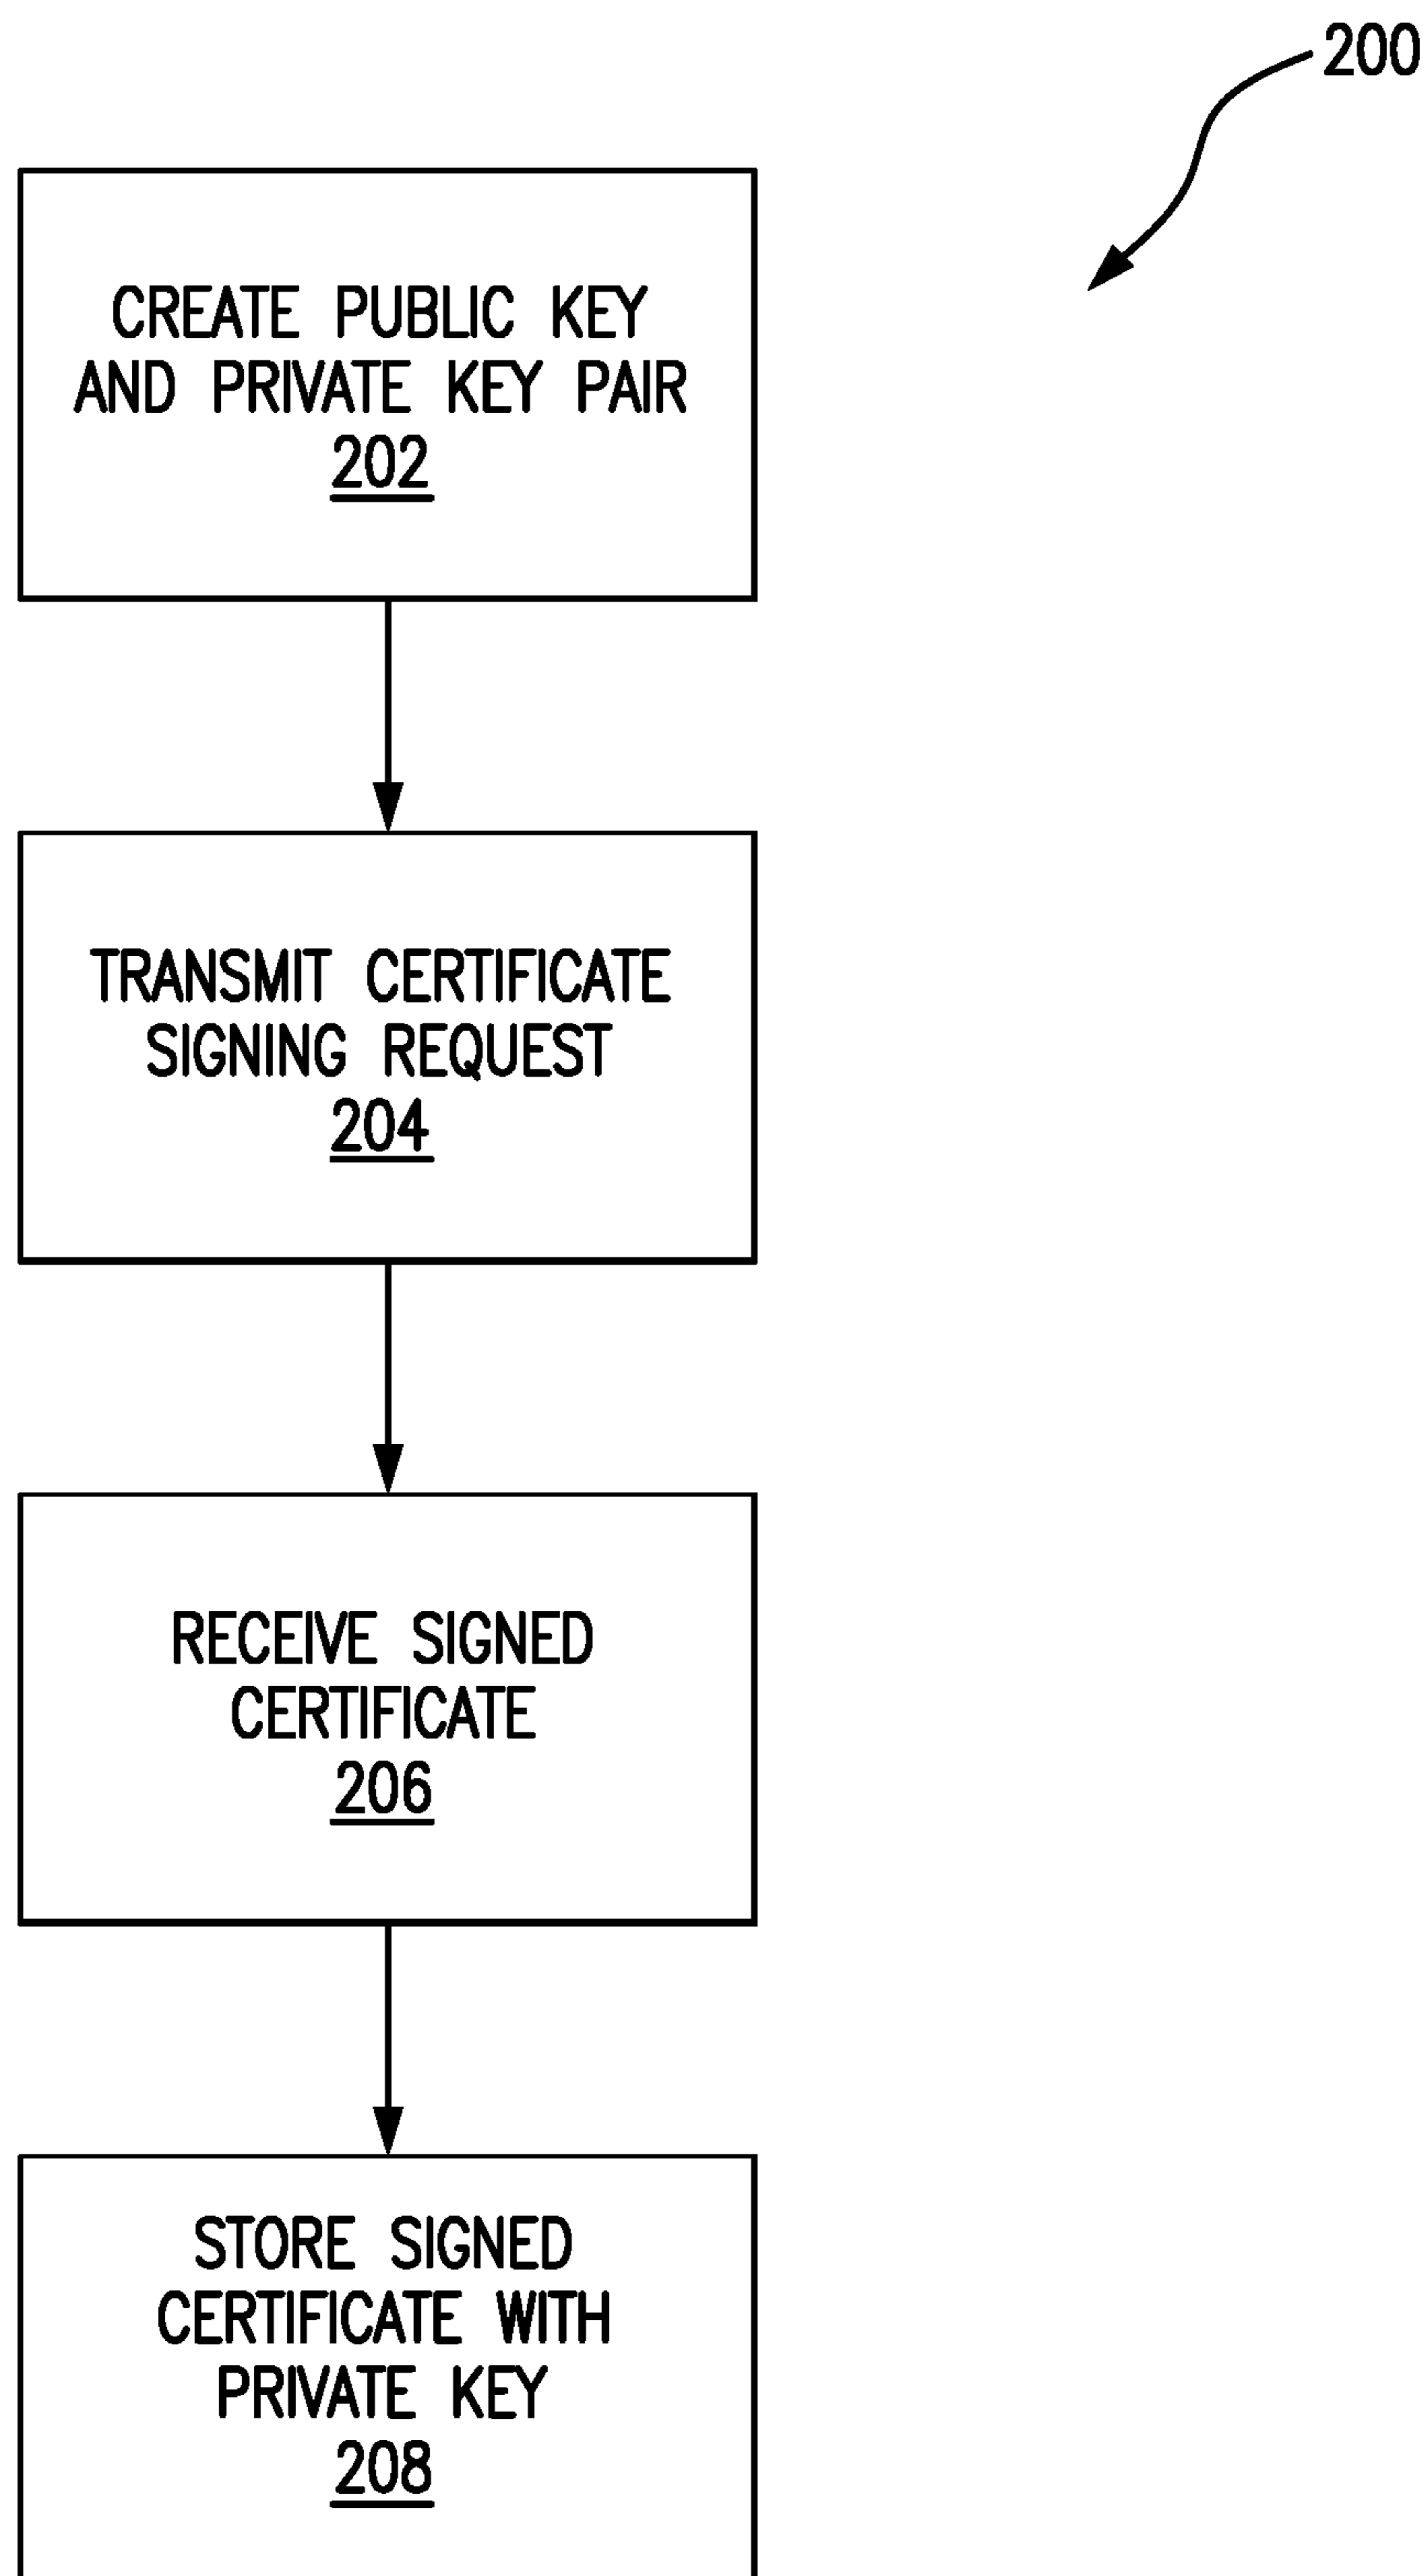 200
CREATE PUBLIC KEY
AND PRIVATE KEY PAIR
202
TRANSMIT CERTIFICATE
SIGNING REQUEST
204
RECEIVE SIGNED
CERTIFICATE
206
STORE SIGNED
CERTIFICATE WITH
PRIVATE KEY
208